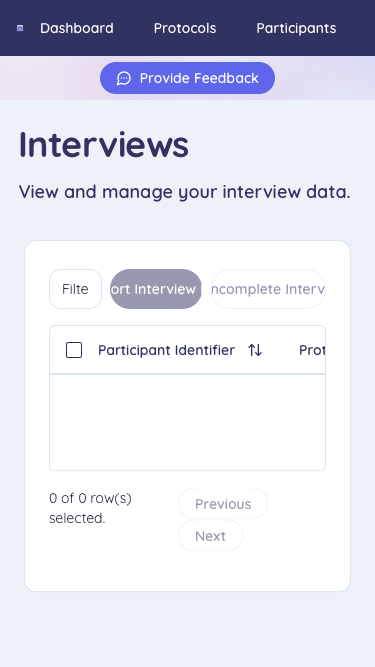 Dashboard Protocols Participants
Provide Feedback
Interviews
View and manage your interview data.
Filte ort Interview ncomplete Interv
Participant Identifier Prot
0 of 0 row(s)
selected.
Previous
Next